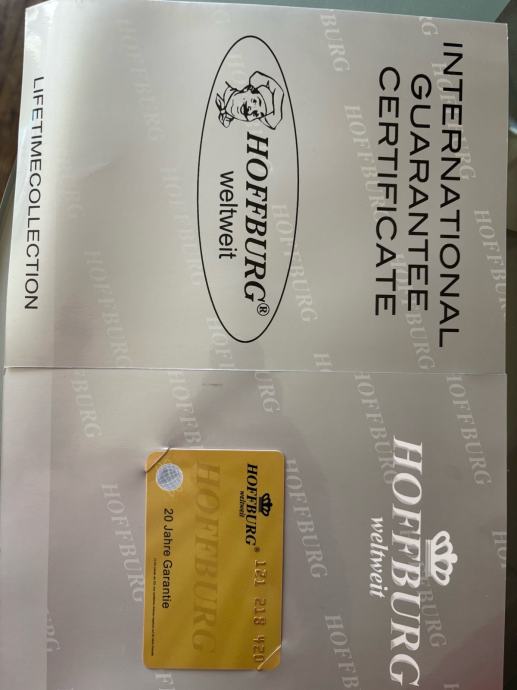 INTERNATIONAL
GUARANTEE
CERTIFICATE
HOFFBURG®
weltweit
LIFETIMECOLLECTION
HOFFBURG
weltweit
HOFFBURG®
weltweit
121 218 420
HOFFBURG
20 Jahre Garantie